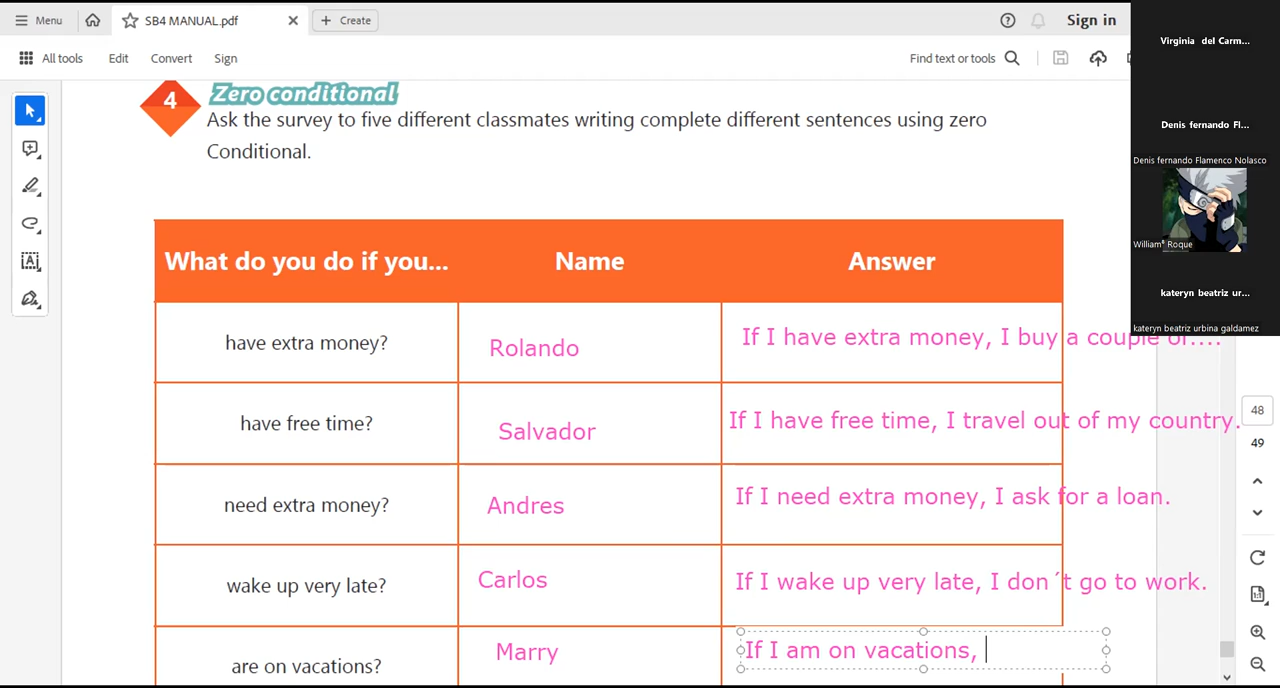 Menu
SB4 MANUAL.pdf
Create
Sign in
All tools
Edit
Convert
Sign
Find text or tools
4
Zero conditional
Ask the survey to five different classmates writing complete different sentences using zero
Conditional.
What do you do if you...
Name
Answer
have extra money?
Rolando
If I have extra money, I buy a couple of....
have free time?
Salvador
If I have free time, I travel out of my country.
need extra money?
Andres
If I need extra money, I ask for a loan.
wake up very late?
Carlos
If I wake up very late, I don´t go to work.
are on vacations?
Marry
If I am on vacations,
48
49
Virginia del Carm...
Denis fernando Fl...
Denis fernando Flamenco Nolasco
William° Roque
kateryn beatriz ur...
kateryn beatriz urbina galdamez